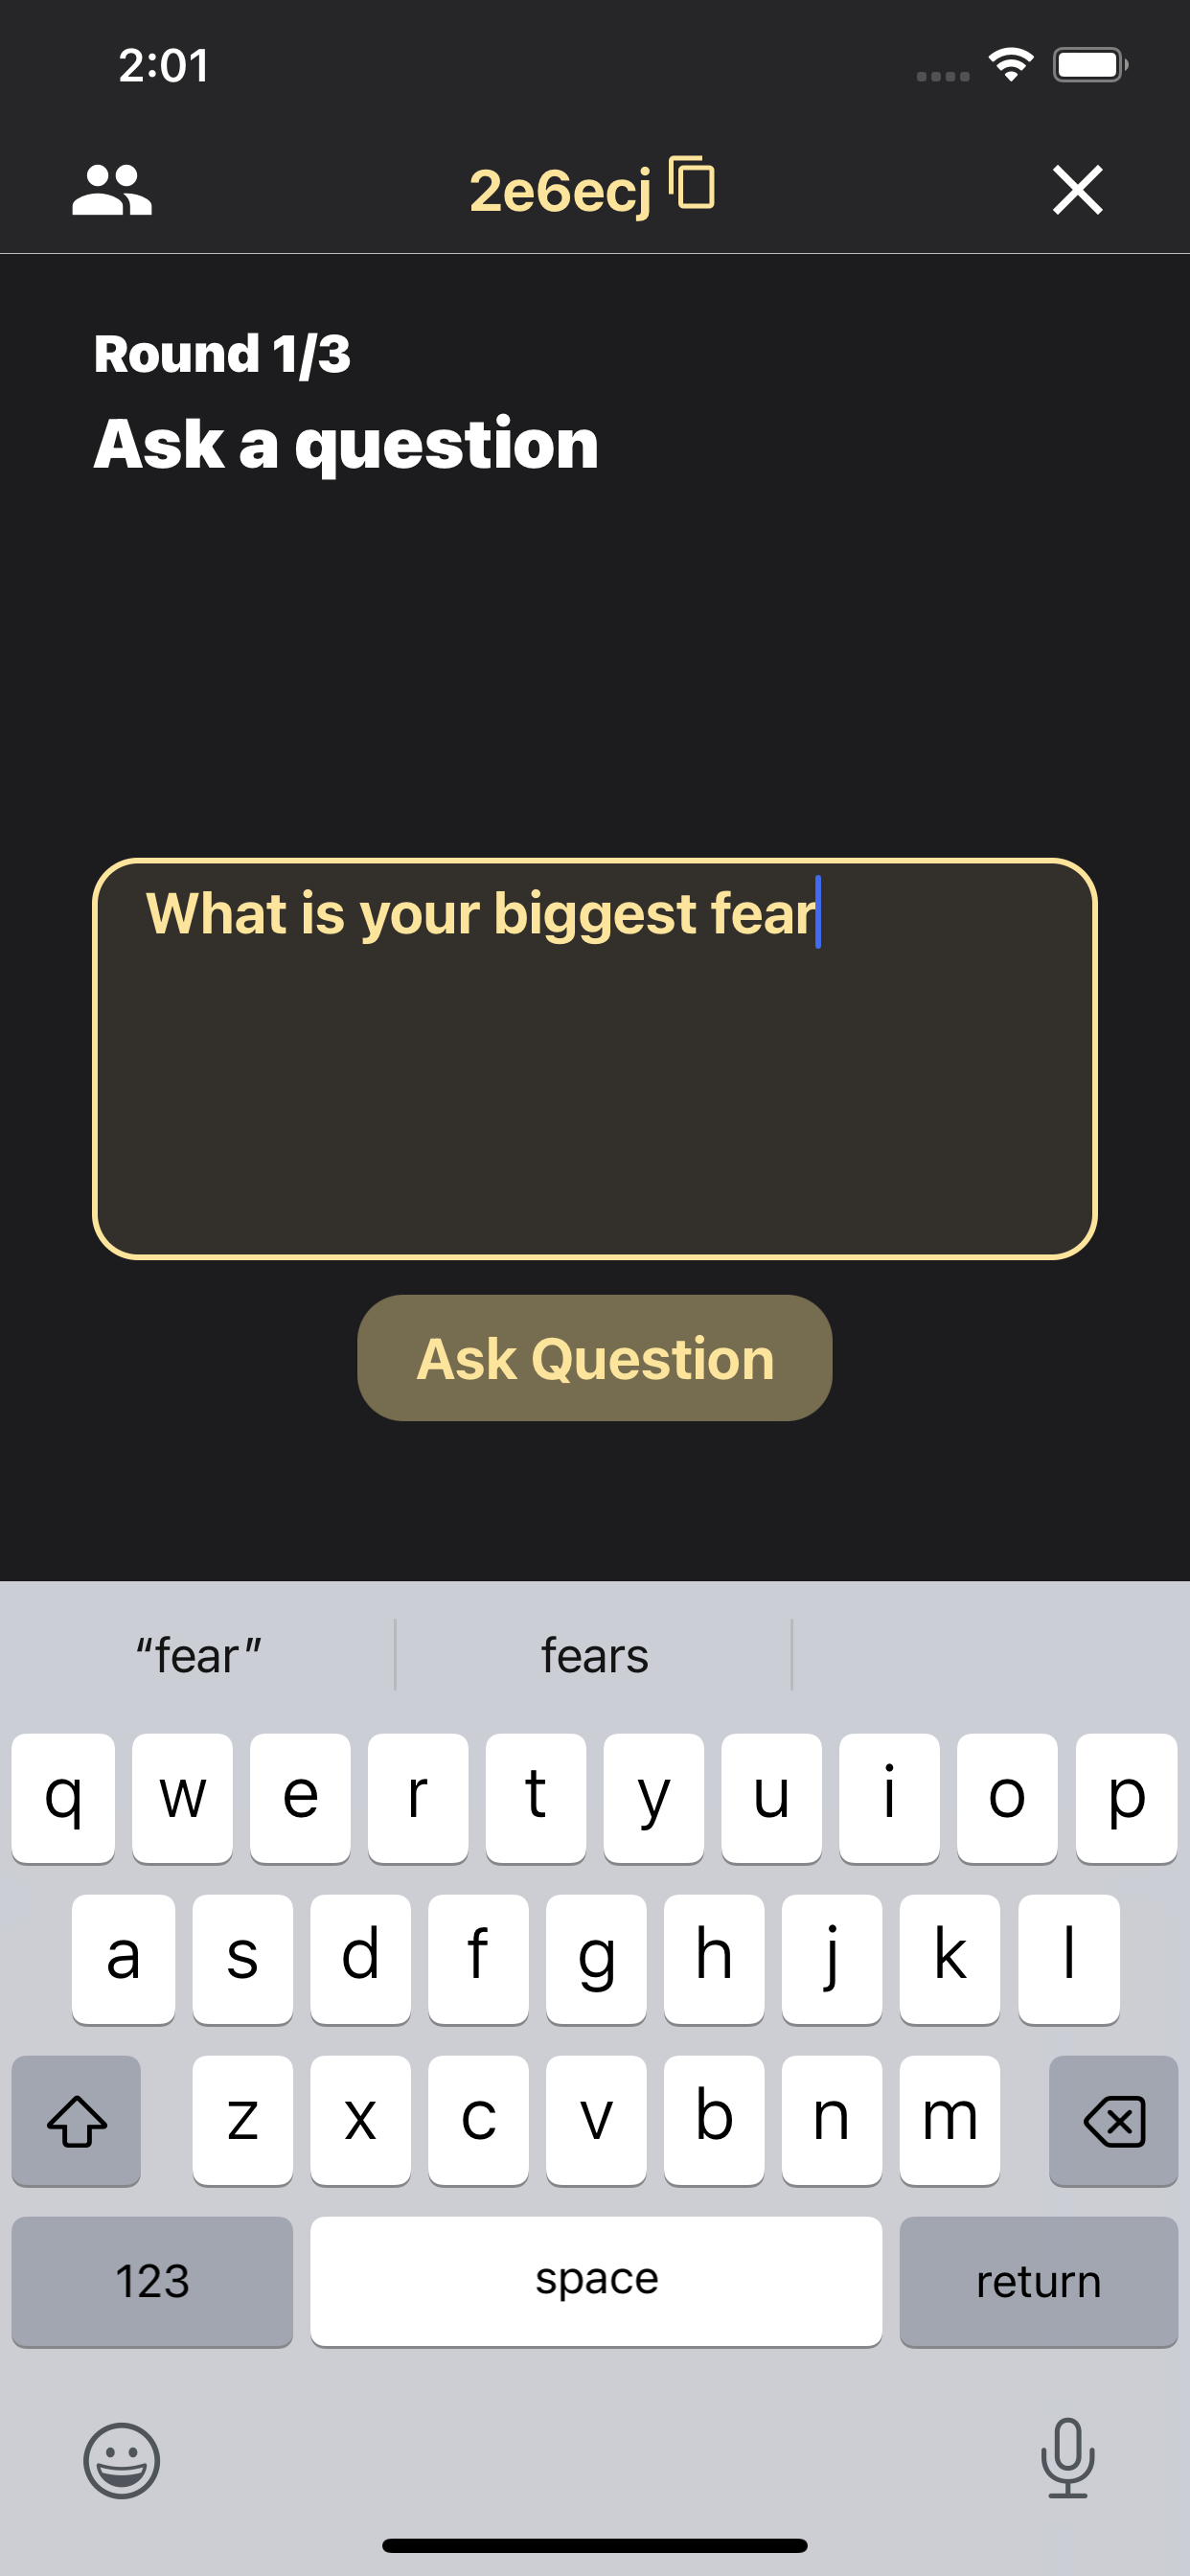 2:01
2e6ecj
Round 1/3
Ask a question
What is your biggest fear
Ask Question
“fear” fears
q w e r t y u i o p
a s d f g h j k l
z x c v b n m
123 space return